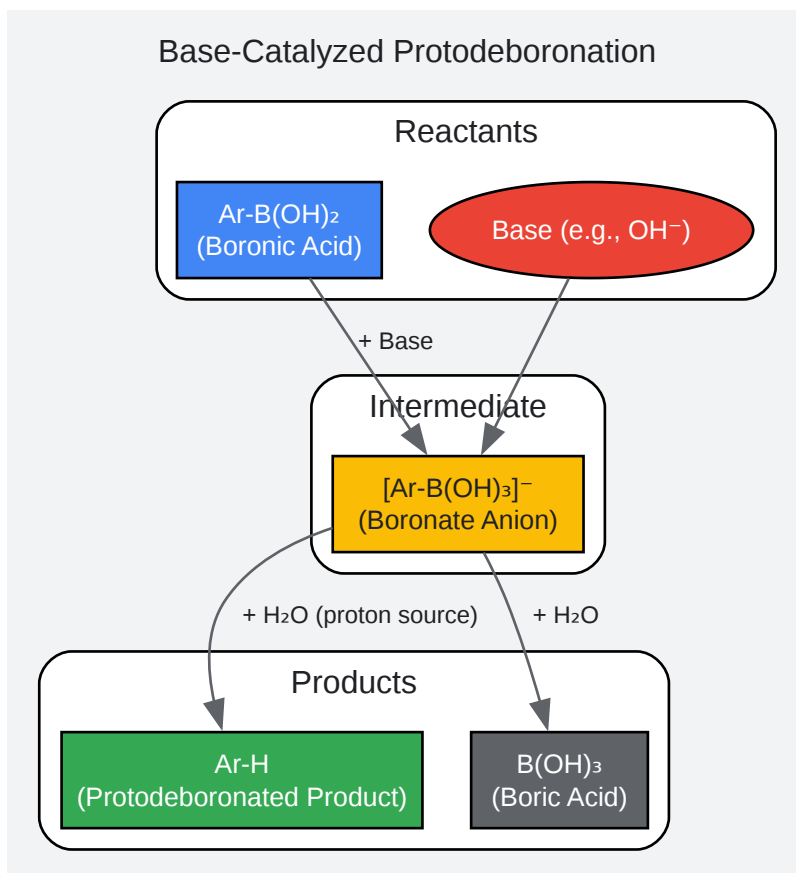 Base-Catalyzed Protodeboronation
Reactants
Ar-B(OH)₂
(Boronic Acid)
Base (e.g., OH⁻)
+ Base
Intermediate
[Ar-B(OH)₃]⁻
(Boronate Anion)
+ H₂O (proton source)
+ H₂O
Products
Ar-H
(Protodeboronated Product)
B(OH)₃
(Boric Acid)